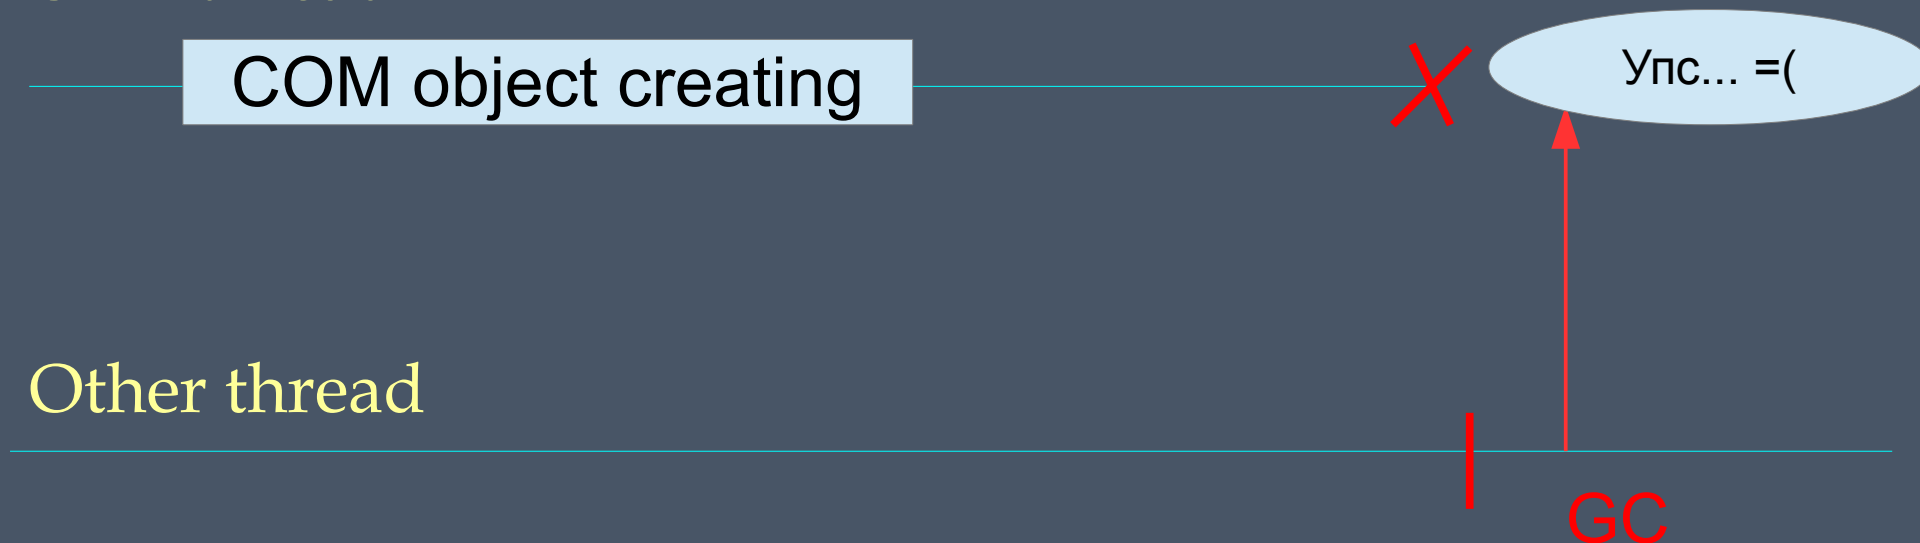 COM object creating
Упс... =(
Other thread
GC